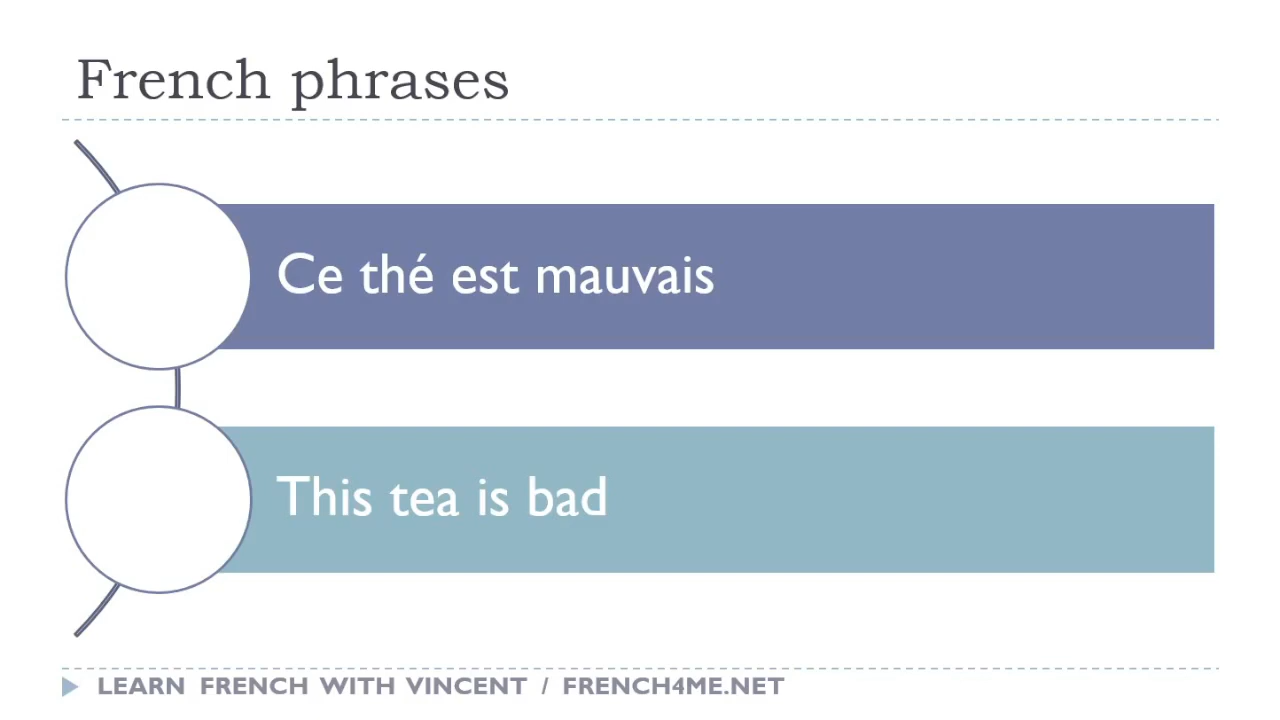 French phrases
Ce thé est mauvais
This tea is bad
LEARN FRENCH WITH VINCENT / FRENCH4ME.NET